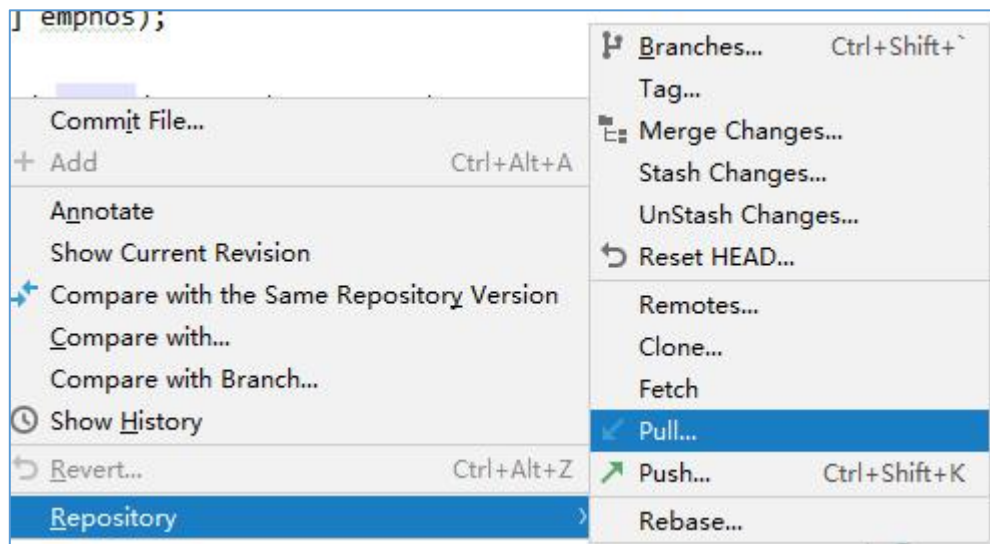 ] empnos);
Commit File...
+ Add Ctrl+Alt+A
Annotate
Show Current Revision
Compare with the Same Repository Version
Compare with...
Compare with Branch...
Show History
Revert... Ctrl+Alt+Z
Repository
Branches... Ctrl+Shift+`
Tag...
Merge Changes...
Stash Changes...
UnStash Changes...
Reset HEAD...
Remotes...
Clone...
Fetch
Pull...
Push... Ctrl+Shift+K
Rebase...